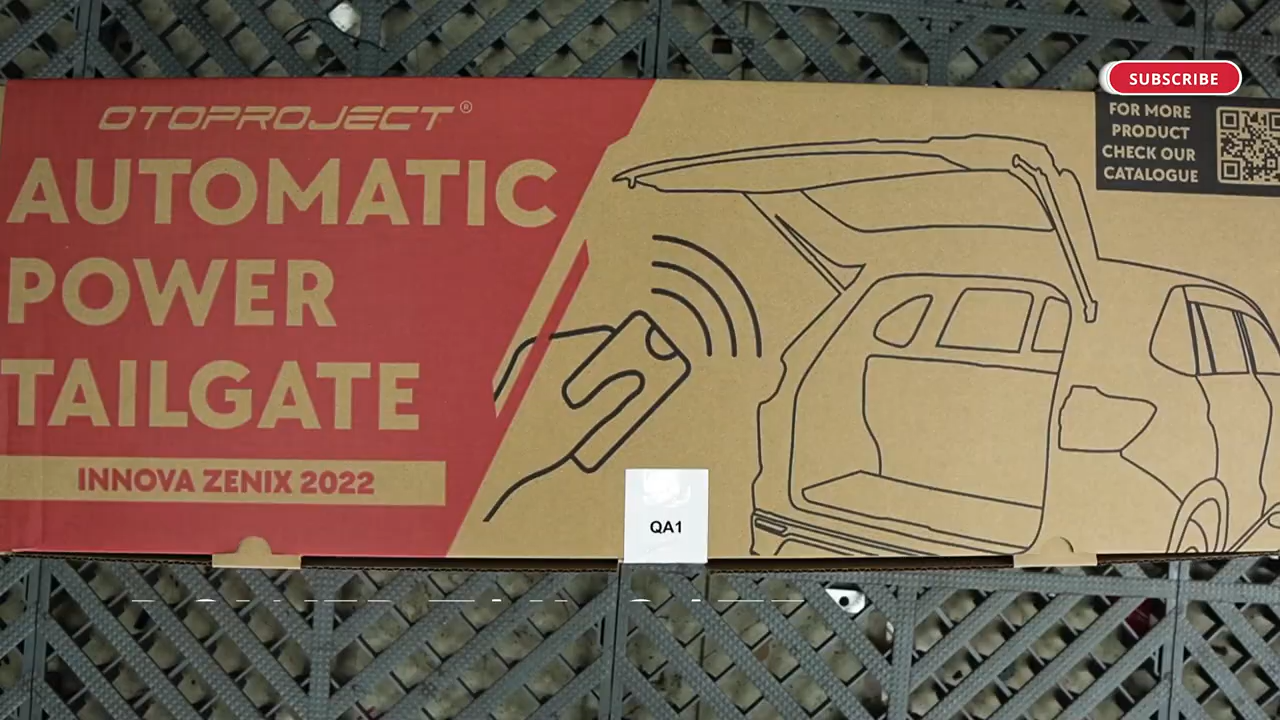 OTOPROJECT®
AUTOMATIC
POWER
TAILGATE
INNOVA ZENIX 2022
QA1
SUBSCRIBE
FOR MORE
PRODUCT
CHECK OUR
CATALOGUE